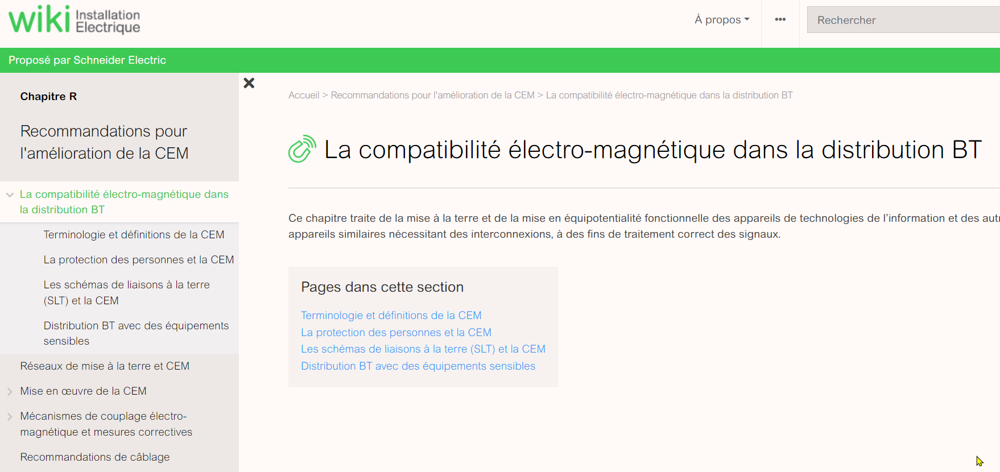 wiki Installation
Electrique
À propos
•••
Rechercher
Proposé par Schneider Electric
Chapitre R
Recommandations pour
l'amélioration de la CEM
La compatibilité électro-magnétique dans
la distribution BT
Terminologie et définitions de la CEM
La protection des personnes et la CEM
Les schémas de liaisons à la terre
(SLT) et la CEM
Distribution BT avec des équipements
sensibles
Réseaux de mise à la terre et CEM
Mise en œuvre de la CEM
Mécanismes de couplage électro-
magnétique et mesures correctives
Recommandations de câblage
Accueil > Recommandations pour l'amélioration de la CEM > La compatibilité électro-magnétique dans la distribution BT
La compatibilité électro-magnétique dans la distribution BT
Ce chapitre traite de la mise à la terre et de la mise en équipotentialité fonctionnelle des appareils de technologies de l’information et des
appareils similaires nécessitant des interconnexions, à des fins de traitement correct des signaux.
Pages dans cette section
Terminologie et définitions de la CEM
La protection des personnes et la CEM
Les schémas de liaisons à la terre (SLT) et la CEM
Distribution BT avec des équipements sensibles